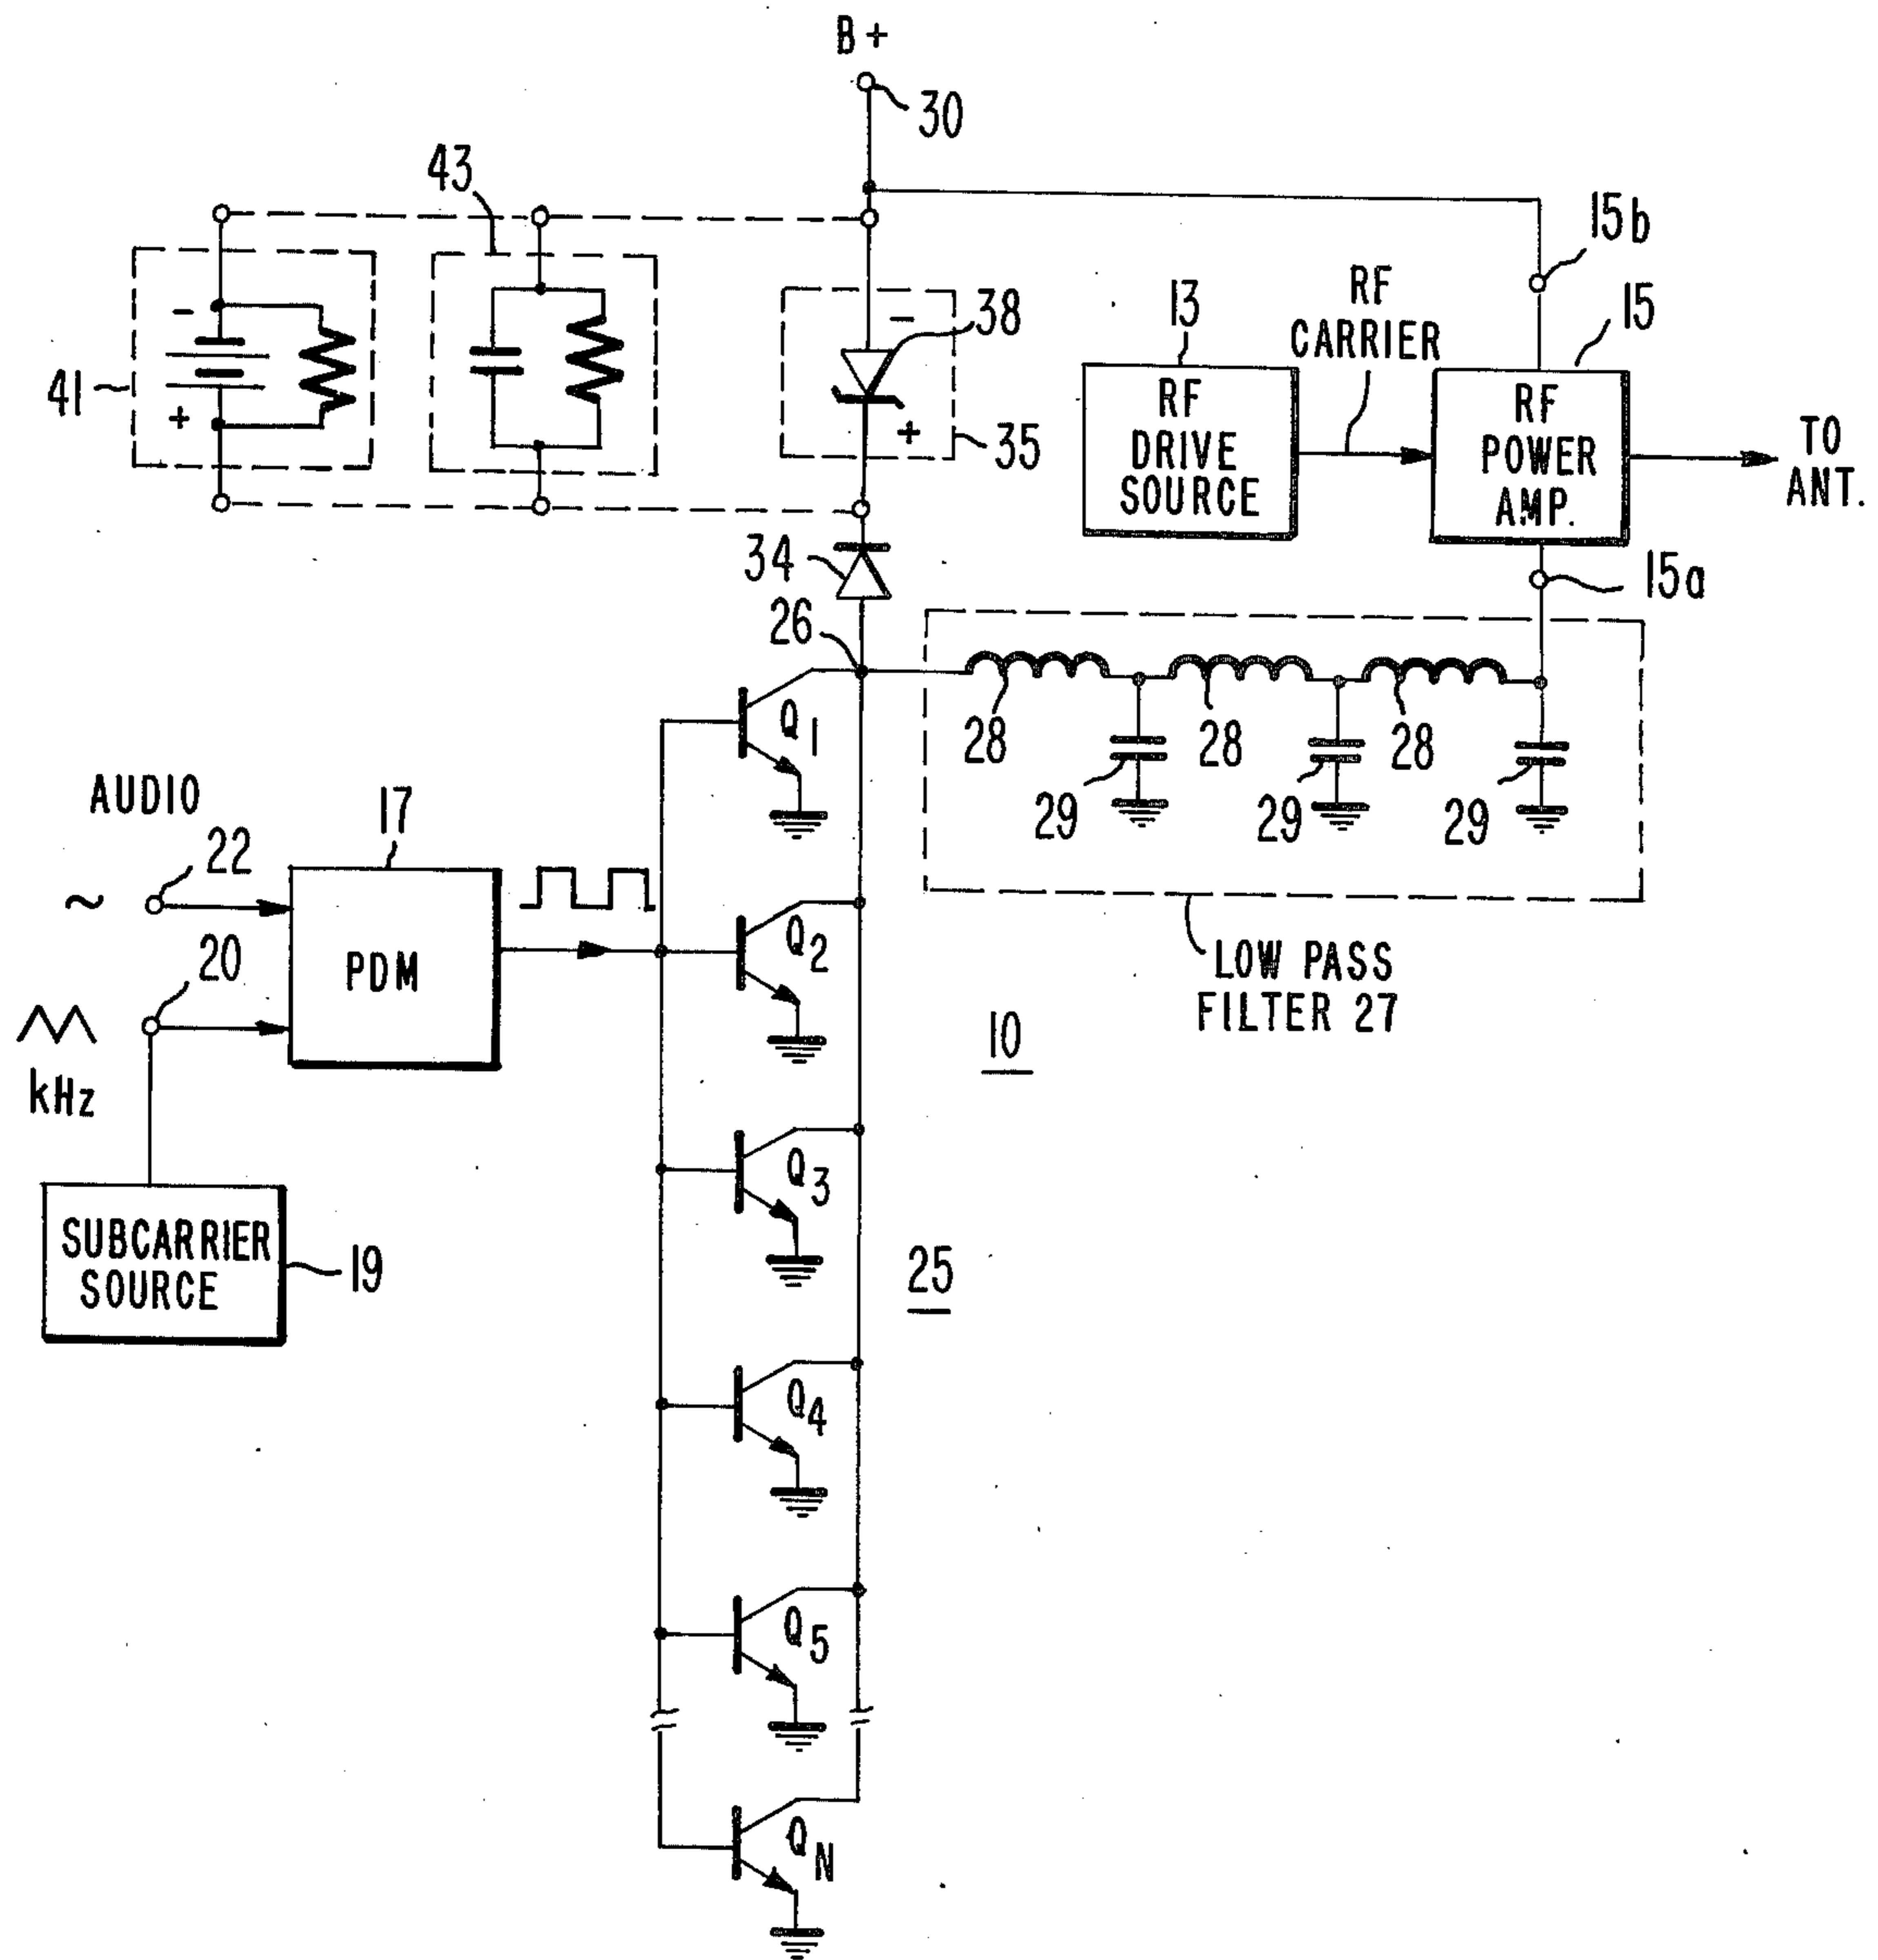 B+
30
43
15b
RF
CARRIER
13
15
- 38
-
41
+
+
35
RF
DRIVE
SOURCE
RF
POWER
AMP.
TO
ANT.
34
15a
26
Q1
28
28
28
29
29
29
AUDIO
22
17
~
20
PDM
Q2
LOW PASS
FILTER 27
kHz
10
Q3
SUBCARRIER
SOURCE
19
25
Q4
Q5
QN